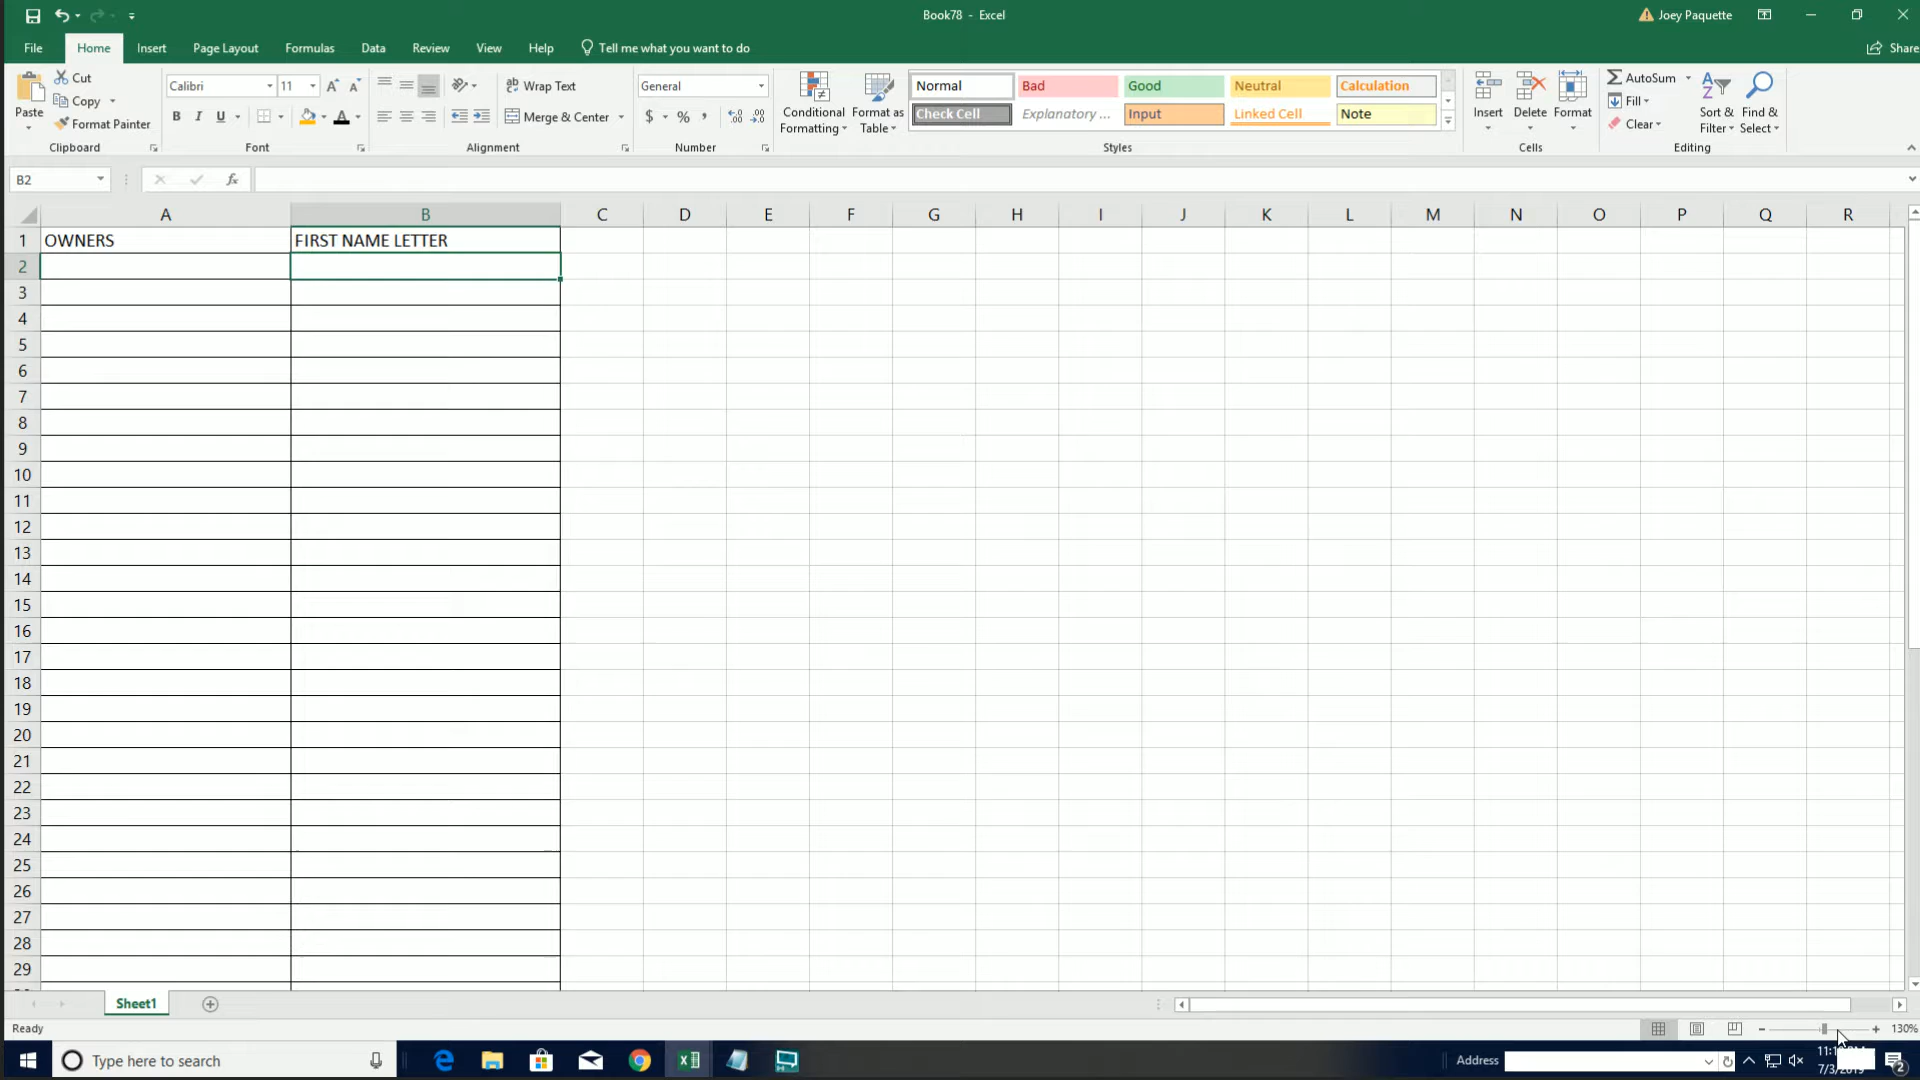 Book78 - Excel
Joey Paquette
File Home Insert Page Layout Formulas Data Review View Help Tell me what you want to do Share
Paste Cut Copy Format Painter Clipboard
Calibri 11 B I U A Font
Wrap Text Merge & Center Alignment
General $ % , Number
Conditional Formatting Format as Table
Normal Bad Good Neutral Calculation
Check Cell Explanatory ... Input Linked Cell Note
Styles
Insert Delete Format Cells
AutoSum Fill Clear Sort & Filter Find & Select Editing
B2 fx
A B C D E F G H I J K L M N O P Q R
1 OWNERS FIRST NAME LETTER
2
3
4
5
6
7
8
9
10
11
12
13
14
15
16
17
18
19
20
21
22
23
24
25
26
27
28
29
Sheet1
Ready 130%
Type here to search Address 2